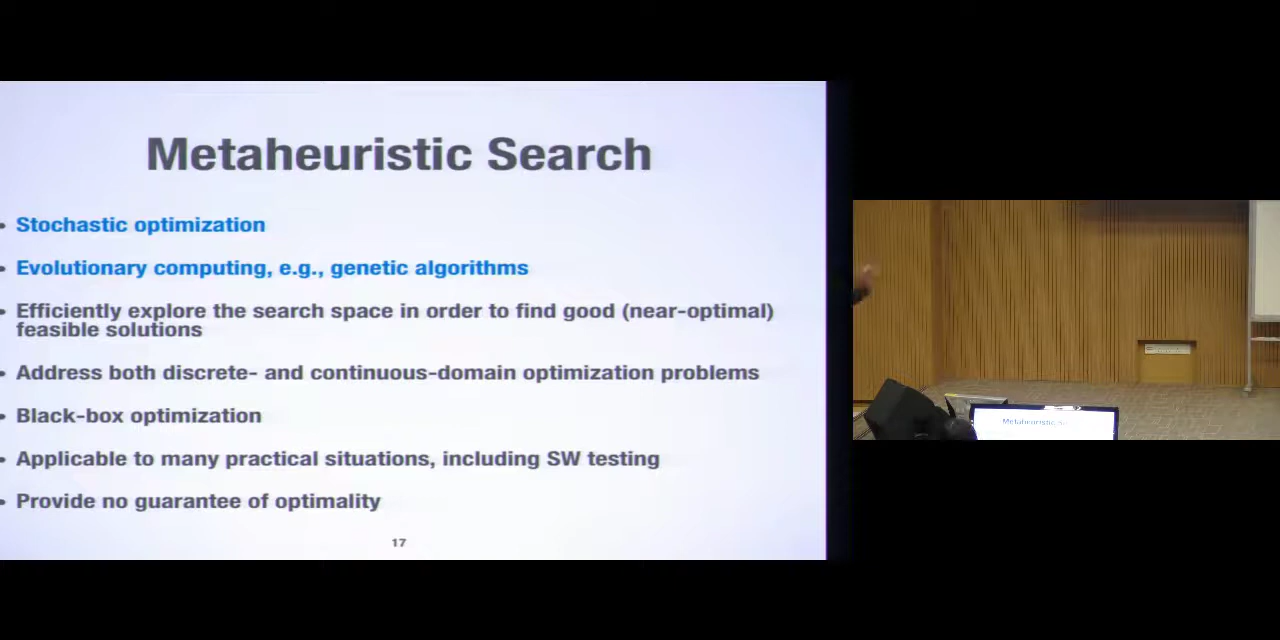 Metaheuristic Search
• Stochastic optimization
• Evolutionary computing, e.g., genetic algorithms
• Efficiently explore the search space in order to find good (near-optimal)
feasible solutions
• Address both discrete- and continuous-domain optimization problems
• Black-box optimization
• Applicable to many practical situations, including SW testing
• Provide no guarantee of optimality
17
Metaheuristic